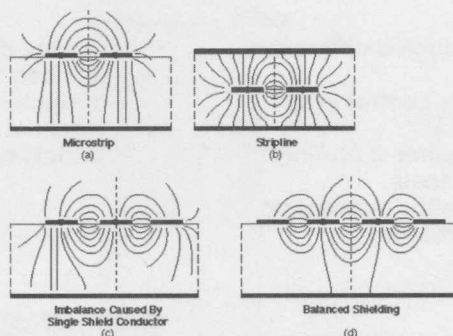 Microstrip
(a)
Stripline
(b)
Imbalance Caused By
Single Shield Conductor
(c)
Balanced Shielding
(d)